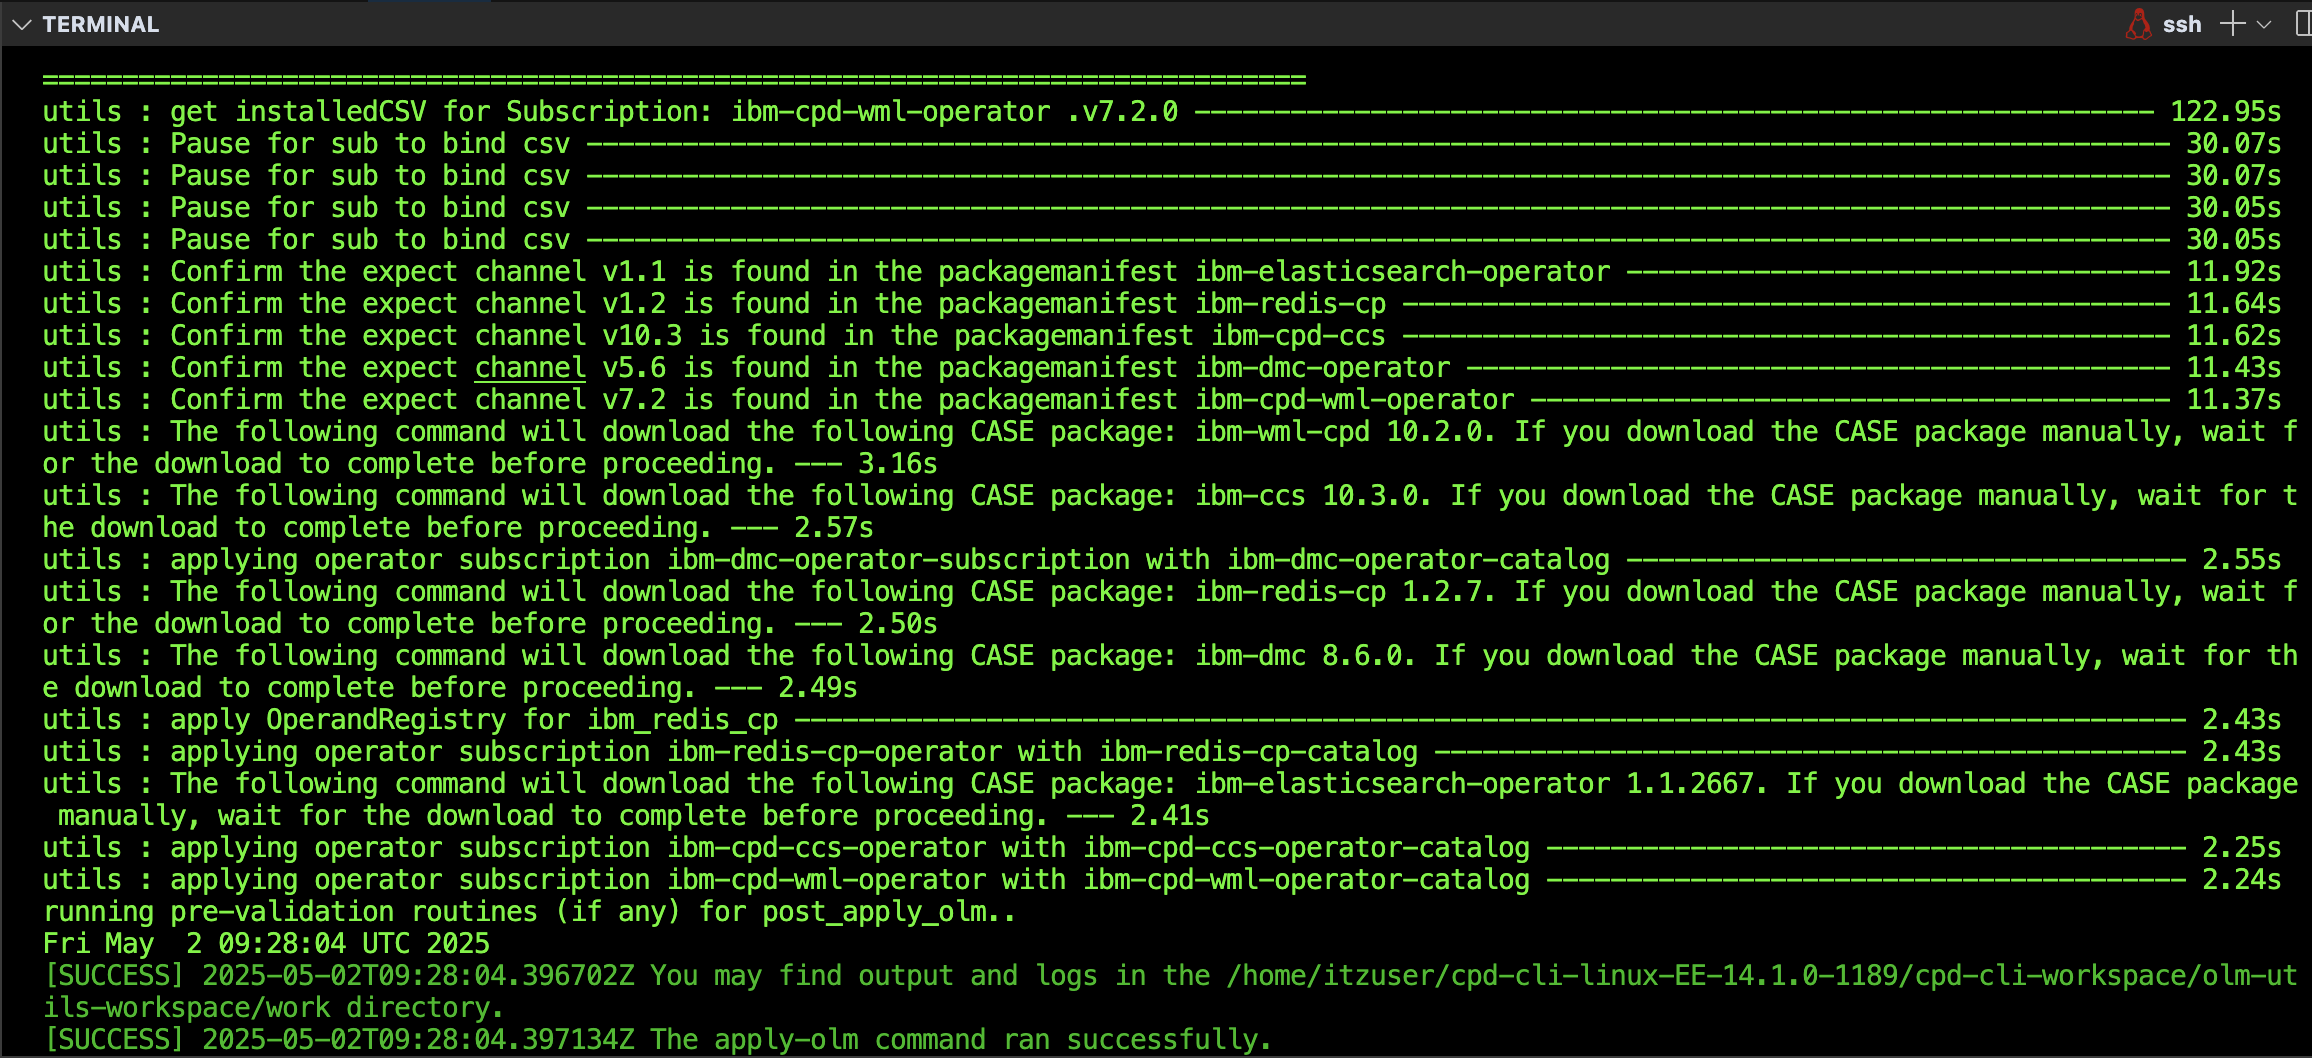 TERMINAL
ssh
===============================================================================
utils : get installedCSV for Subscription: ibm-cpd-wml-operator .v7.2.0 ------------------------------------------------------------ 122.95s
utils : Pause for sub to bind csv --------------------------------------------------------------------------------------------------- 30.07s
utils : Pause for sub to bind csv --------------------------------------------------------------------------------------------------- 30.07s
utils : Pause for sub to bind csv --------------------------------------------------------------------------------------------------- 30.05s
utils : Pause for sub to bind csv --------------------------------------------------------------------------------------------------- 30.05s
utils : Confirm the expect channel v1.1 is found in the packagemanifest ibm-elasticsearch-operator ---------------------------------- 11.92s
utils : Confirm the expect channel v1.2 is found in the packagemanifest ibm-redis-cp ------------------------------------------------ 11.64s
utils : Confirm the expect channel v10.3 is found in the packagemanifest ibm-cpd-ccs ------------------------------------------------ 11.62s
utils : Confirm the expect channel v5.6 is found in the packagemanifest ibm-dmc-operator -------------------------------------------- 11.43s
utils : Confirm the expect channel v7.2 is found in the packagemanifest ibm-cpd-wml-operator ---------------------------------------- 11.37s
utils : The following command will download the following CASE package: ibm-wml-cpd 10.2.0. If you download the CASE package manually, wait f
or the download to complete before proceeding. --- 3.16s
utils : The following command will download the following CASE package: ibm-ccs 10.3.0. If you download the CASE package manually, wait for t
he download to complete before proceeding. --- 2.57s
utils : applying operator subscription ibm-dmc-operator-subscription with ibm-dmc-operator-catalog ----------------------------------- 2.55s
utils : The following command will download the following CASE package: ibm-redis-cp 1.2.7. If you download the CASE package manually, wait f
or the download to complete before proceeding. --- 2.50s
utils : The following command will download the following CASE package: ibm-dmc 8.6.0. If you download the CASE package manually, wait for th
e download to complete before proceeding. --- 2.49s
utils : apply OperandRegistry for ibm_redis_cp --------------------------------------------------------------------------------------- 2.43s
utils : applying operator subscription ibm-redis-cp-operator with ibm-redis-cp-catalog ----------------------------------------------- 2.43s
utils : The following command will download the following CASE package: ibm-elasticsearch-operator 1.1.2667. If you download the CASE package
 manually, wait for the download to complete before proceeding. --- 2.41s
utils : applying operator subscription ibm-cpd-ccs-operator with ibm-cpd-ccs-operator-catalog ---------------------------------------- 2.25s
utils : applying operator subscription ibm-cpd-wml-operator with ibm-cpd-wml-operator-catalog ---------------------------------------- 2.24s
running pre-validation routines (if any) for post_apply_olm..
Fri May  2 09:28:04 UTC 2025
[SUCCESS] 2025-05-02T09:28:04.396702Z You may find output and logs in the /home/itzuser/cpd-cli-linux-EE-14.1.0-1189/cpd-cli-workspace/olm-ut
ils-workspace/work directory.
[SUCCESS] 2025-05-02T09:28:04.397134Z The apply-olm command ran successfully.